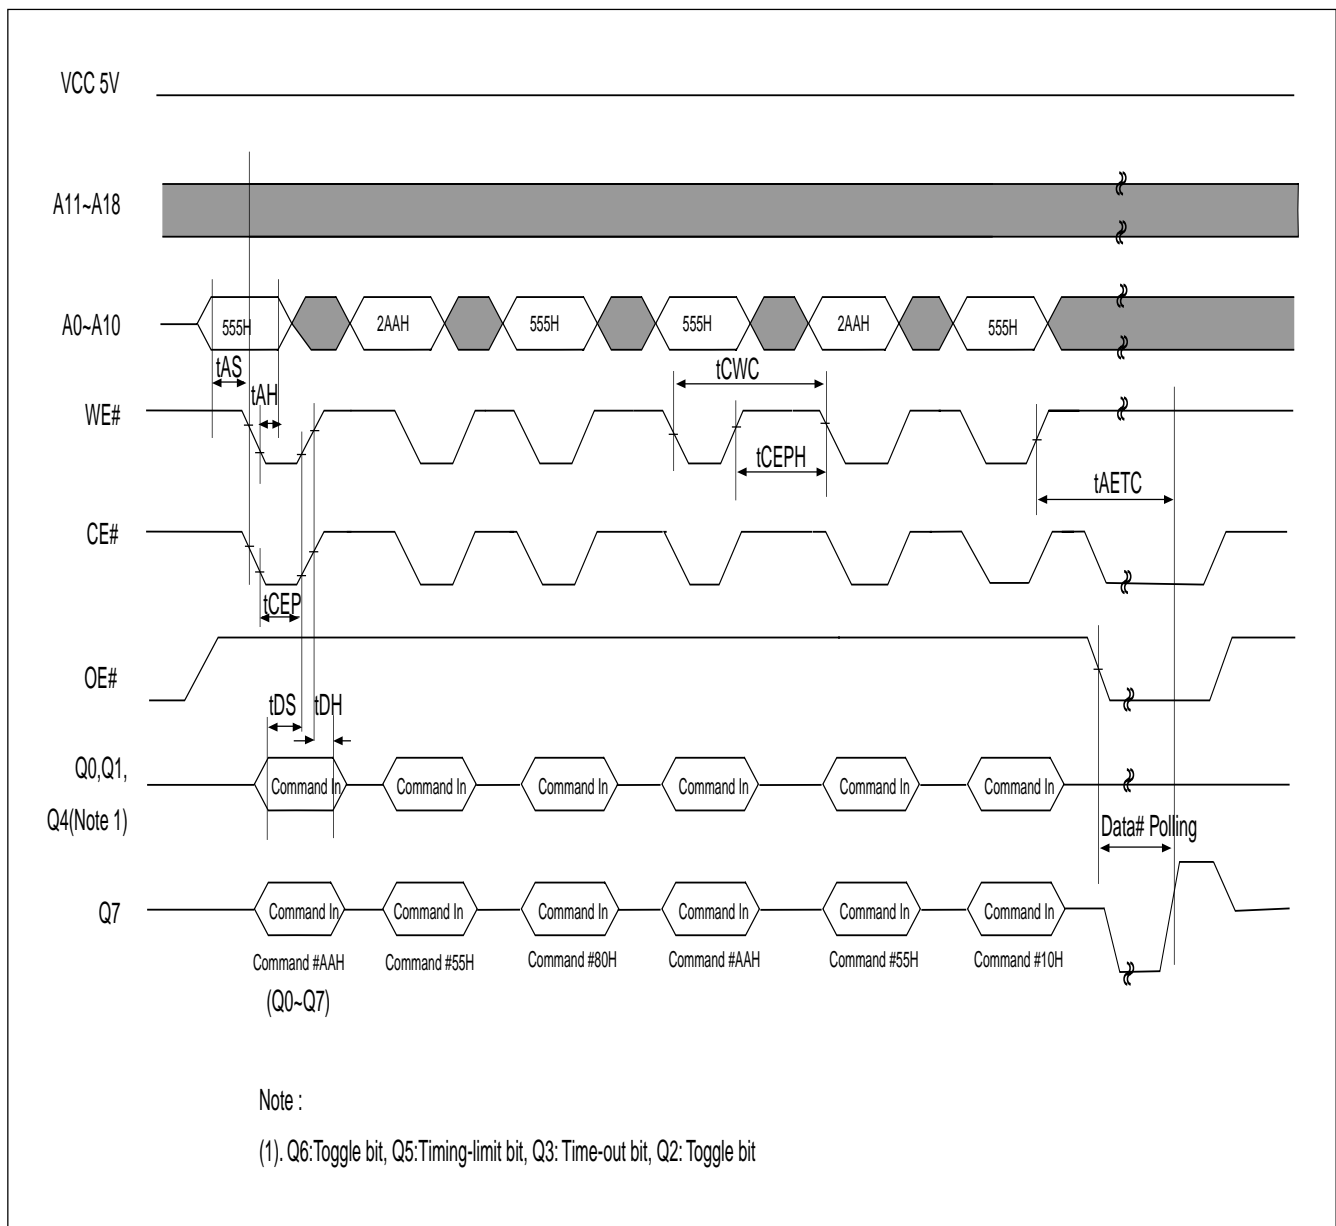 VCC 5V
A11~A18
A0~A10
555H 2AAH 555H 555H 2AAH 555H
tAS
tAH
tCWC
WE#
tCEPH
tAETC
CE#
tCEP
OE#
tDS tDH
Q0,Q1,
Q4(Note 1)
Command In Command In Command In Command In Command In Command In
Data# Polling
Q7
Command In Command In Command In Command In Command In Command In
Command #AAH Command #55H Command #80H Command #AAH Command #55H Command #10H
(Q0~Q7)
Note :
(1). Q6:Toggle bit, Q5:Timing-limit bit, Q3: Time-out bit, Q2: Toggle bit